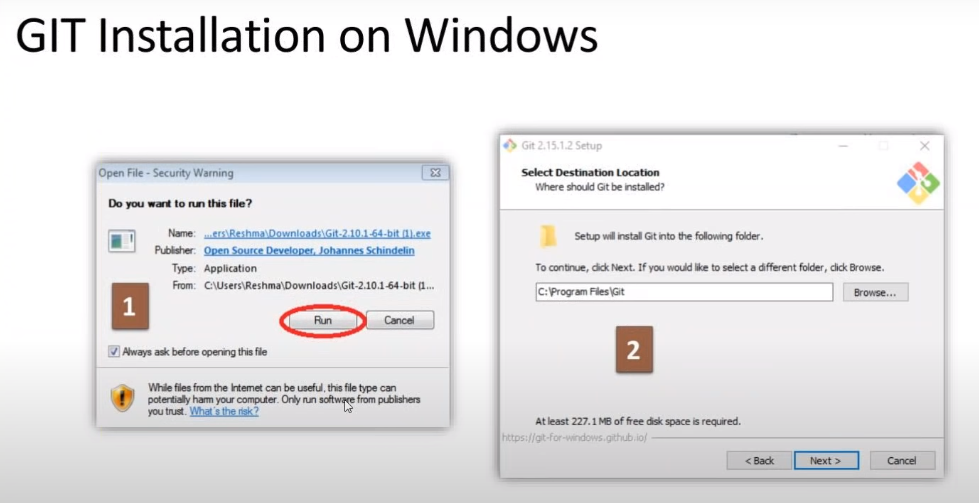 GIT Installation on Windows
Open File - Security Warning
Do you want to run this file?
Name: ...ers\Reshma\Downloads\Git-2.10.1-64-bit (1).exe
Publisher: Open Source Developer, Johannes Schindelin
Type: Application
From: C:\Users\Reshma\Downloads\Git-2.10.1-64-bit (1...
1
Run Cancel
Always ask before opening this file
While files from the Internet can be useful, this file type can
potentially harm your computer. Only run software from publishers
you trust. What's the risk?
Git 2.15.1.2 Setup
Select Destination Location
Where should Git be installed?
Setup will install Git into the following folder.
To continue, click Next. If you would like to select a different folder, click Browse.
C:\Program Files\Git Browse...
2
At least 227.1 MB of free disk space is required.
https://git-for-windows.github.io/
< Back Next > Cancel